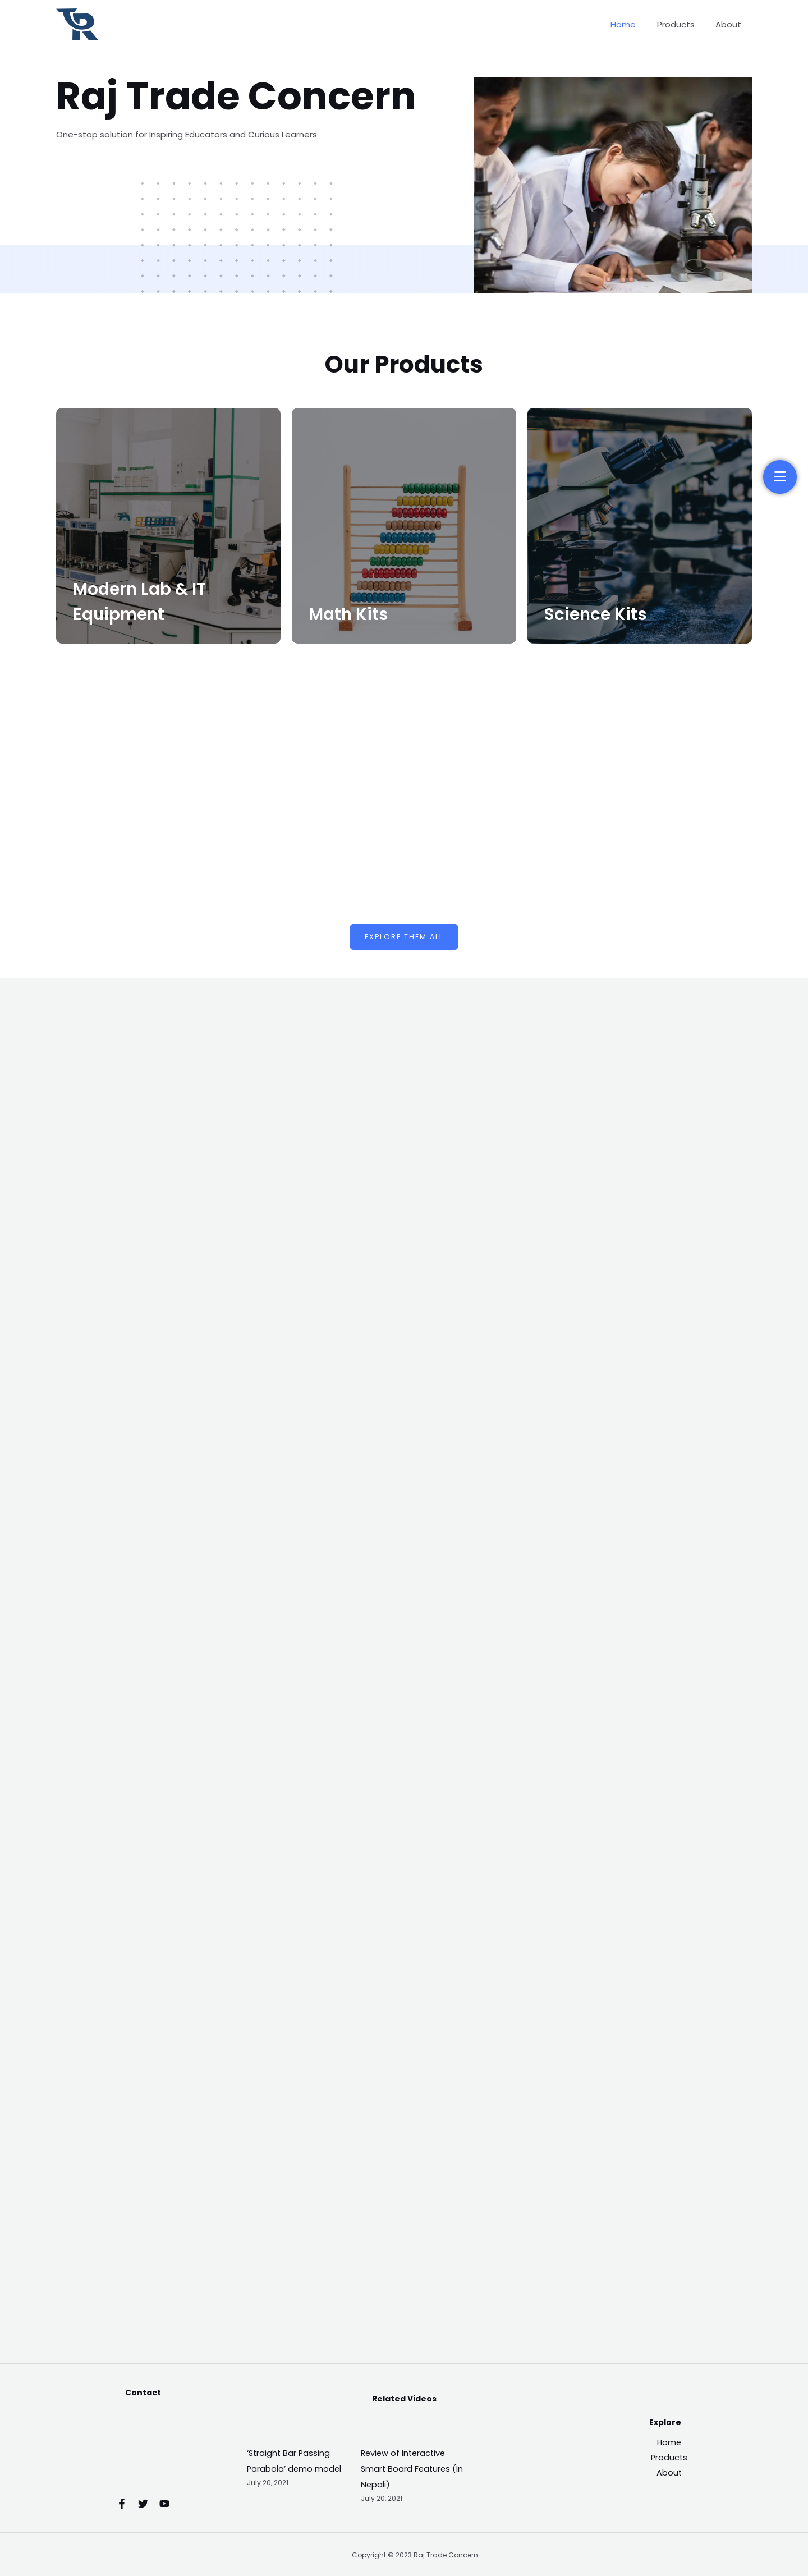 Home Products About
Raj Trade Concern
One-stop solution for Inspiring Educators and Curious Learners
Our Products
Modern Lab & IT
Equipment
Math Kits
Science Kits
EXPLORE THEM ALL
Contact
Related Videos
‘Straight Bar Passing
Parabola’ demo model
July 20, 2021
Review of Interactive
Smart Board Features (In
Nepali)
July 20, 2021
Explore
Home
Products
About
Copyright © 2023 Raj Trade Concern